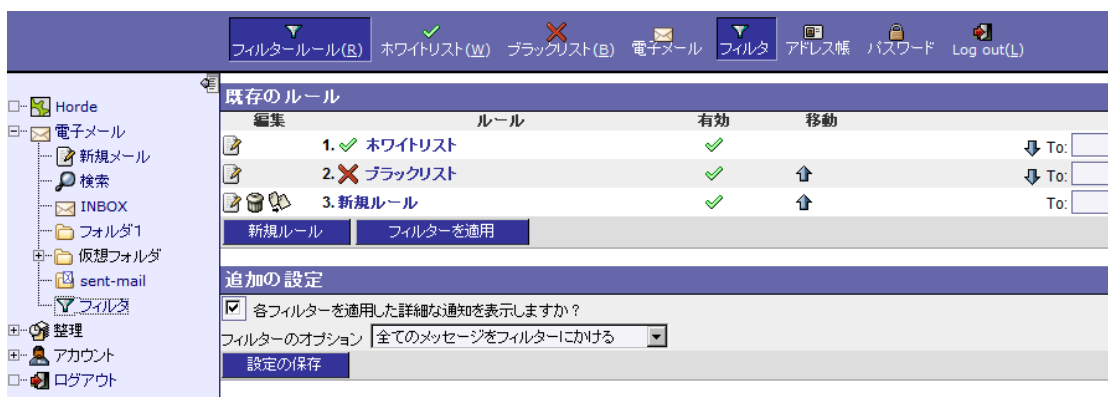 フィルタールール(R) ホワイトリスト(W) ブラックリスト(B) 電子メール フィルタ アドレス帳 パスワード Log out(L)
Horde
電子メール
新規メール
検索
INBOX
フォルダ1
仮想フォルダ
sent-mail
フィルタ
整理
アカウント
ログアウト
既存のルール
編集 ルール 有効 移動
1. ホワイトリスト To:
2. ブラックリスト To:
3. 新規ルール To:
新規ルール フィルターを適用
追加の設定
各フィルターを適用した詳細な通知を表示しますか?
フィルターのオプション 全てのメッセージをフィルターにかける
設定の保存